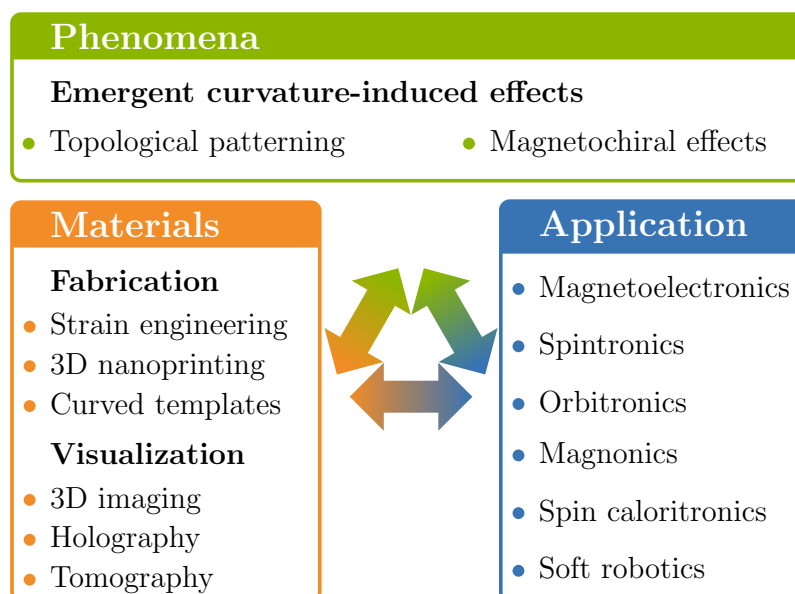 Phenomena
Emergent curvature-induced effects
• Topological patterning
• Magnetochiral effects
Materials
Fabrication
• Strain engineering
• 3D nanoprinting
• Curved templates
Visualization
• 3D imaging
• Holography
• Tomography
Application
• Magnetoelectronics
• Spintronics
• Orbitronics
• Magnonics
• Spin caloritronics
• Soft robotics